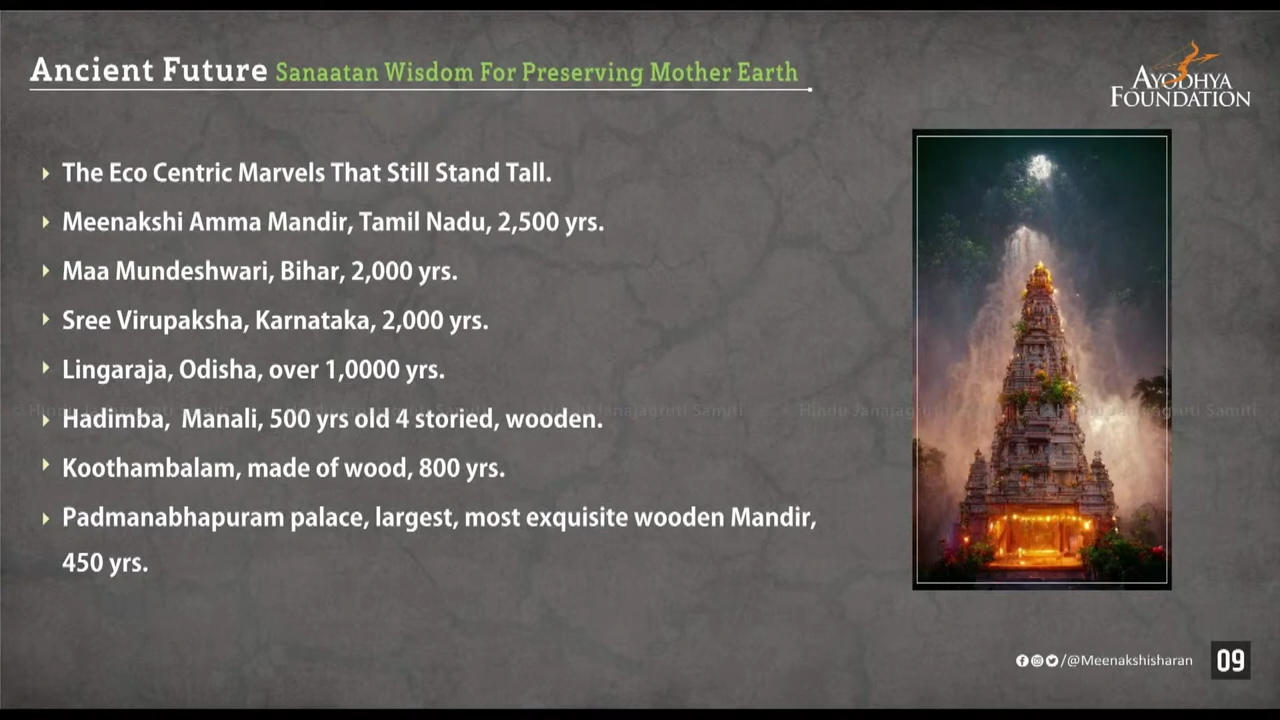 Ancient Future Sanaatan Wisdom For Preserving Mother Earth
AYODHYA
FOUNDATION
The Eco Centric Marvels That Still Stand Tall.
Meenakshi Amma Mandir, Tamil Nadu, 2,500 yrs.
Maa Mundeshwari, Bihar, 2,000 yrs.
Sree Virupaksha, Karnataka, 2,000 yrs.
Lingaraja, Odisha, over 1,0000 yrs.
Hindu Janajagruti Samiti
Hadimba, Manali, 500 yrs old 4 storied, wooden.
Koothambalam, made of wood, 800 yrs.
Padmanabhapuram palace, largest, most exquisite wooden Mandir,
450 yrs.
/@Meenakshisharan
09